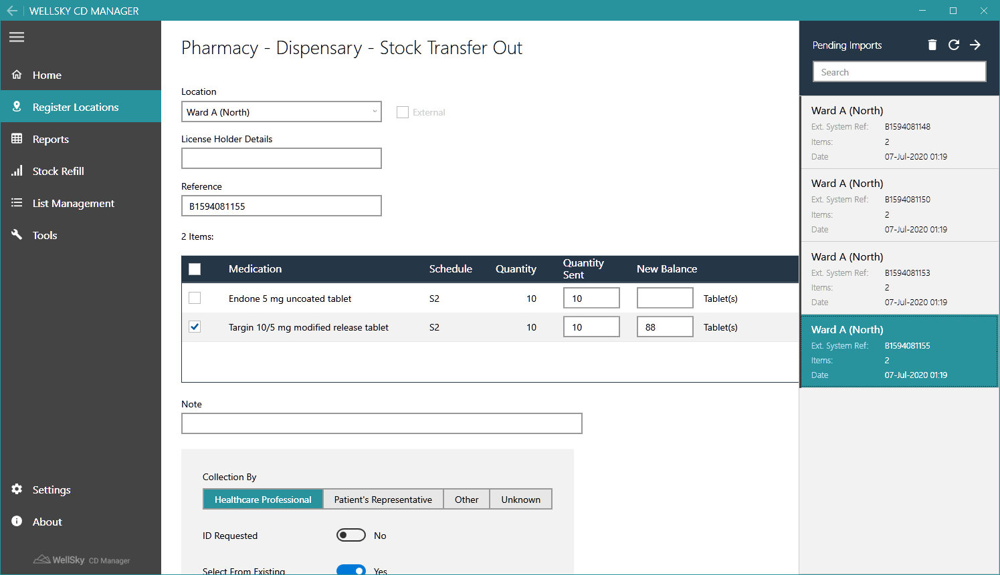 WELLSKY CD MANAGER
Home
Register Locations
Reports
Stock Refill
List Management
Tools
Settings
About
WellSky CD Manager
Pharmacy - Dispensary - Stock Transfer Out
Location
Ward A (North)
External
License Holder Details
Reference
B1594081155
2 Items:
Medication Schedule Quantity Quantity Sent New Balance
Endone 5 mg uncoated tablet S2 10 10 Tablet(s)
Targin 10/5 mg modified release tablet S2 10 10 88 Tablet(s)
Note
Collection By
Healthcare Professional Patient's Representative Other Unknown
ID Requested No
Select From Existing Yes
Pending Imports
Search
Ward A (North)
Ext. System Ref: B1594081148
Items: 2
Date 07-Jul-2020 01:19
Ward A (North)
Ext. System Ref: B1594081150
Items: 2
Date 07-Jul-2020 01:19
Ward A (North)
Ext. System Ref: B1594081153
Items: 2
Date 07-Jul-2020 01:19
Ward A (North)
Ext. System Ref: B1594081155
Items: 2
Date 07-Jul-2020 01:19